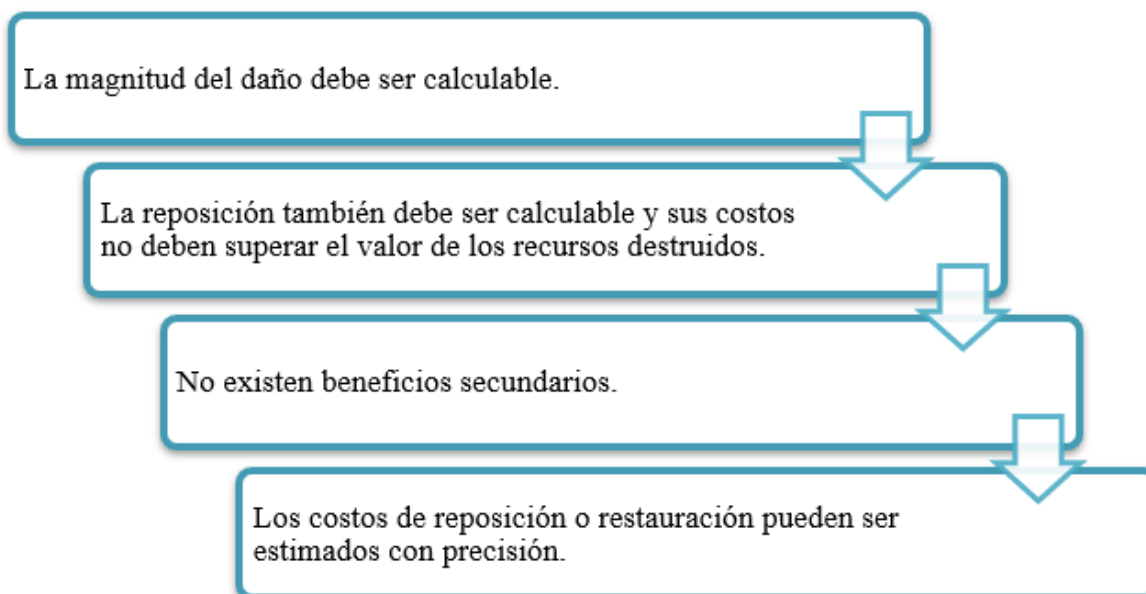 La magnitud del daño debe ser calculable.
La reposición también debe ser calculable y sus costos
no deben superar el valor de los recursos destruidos.
No existen beneficios secundarios.
Los costos de reposición o restauración pueden ser
estimados con precisión.